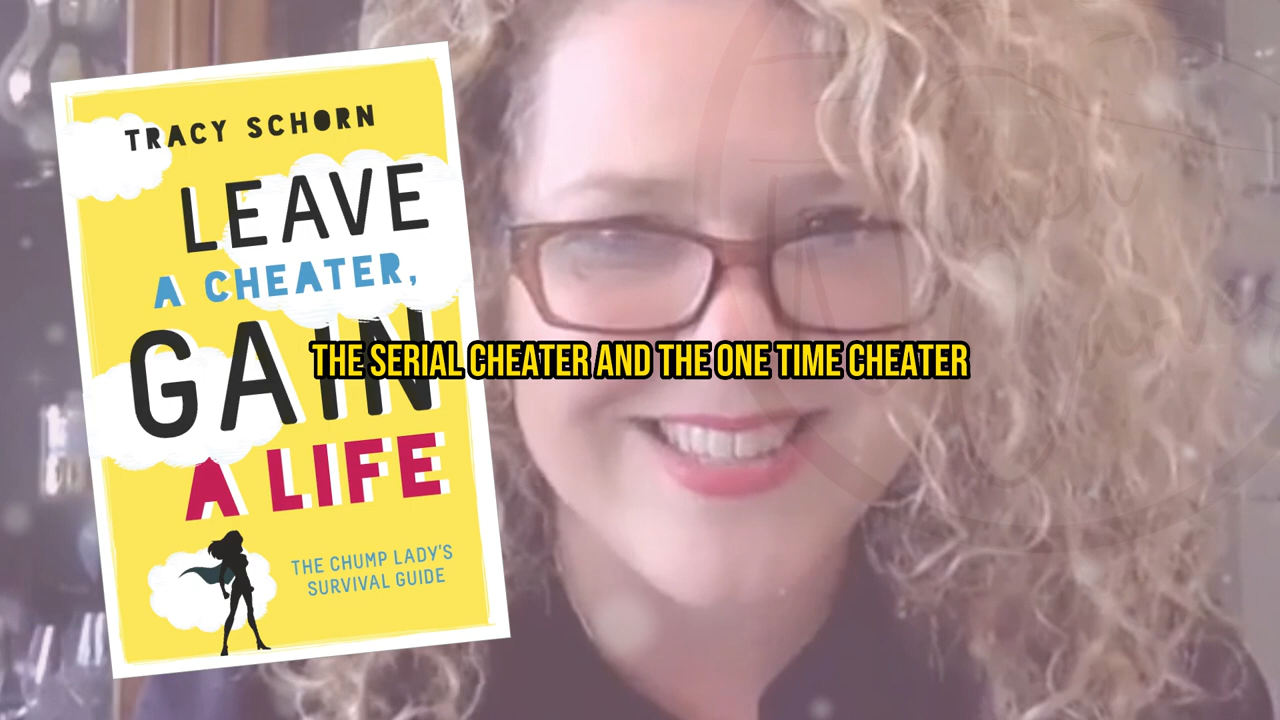 TRACY SCHORN
LEAVE
A CHEATER,
GAIN
A LIFE
THE CHUMP LADY'S
SURVIVAL GUIDE
THE SERIAL CHEATER AND THE ONE TIME CHEATER